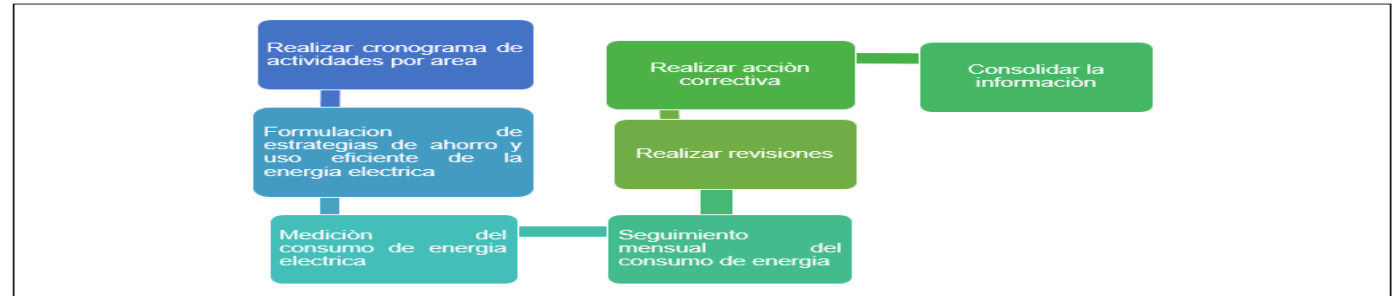 Realizar cronograma de
actividades por area
Formulacion de
estrategias de ahorro y
uso eficiente de la
energia electrica
Mediciòn del
consumo de energia
electrica
Seguimiento
mensual del
consumo de energia
Realizar revisiones
Realizar acciòn
correctiva
Consolidar la
informaciòn